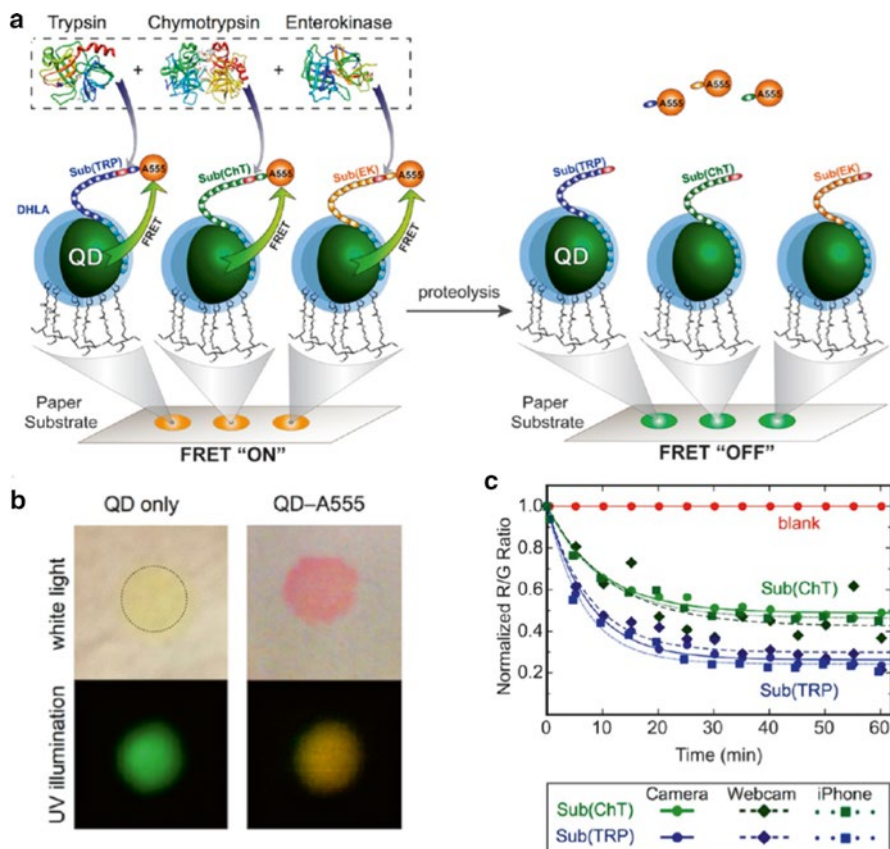 a
Trypsin
Chymotrypsin
Enterokinase
+
+
A555
A555
A555
Sub(TRP)
A555
Sub(ChT)
A555
Sub(EK)
A555
Sub(TRP)
Sub(ChT)
Sub(EK)
DHLA
QD
FRET
FRET
FRET
proteolysis
QD
Paper
Substrate
FRET “ON”
Paper
Substrate
FRET “OFF”
b
QD only
QD–A555
white light
UV illumination
c
Normalized R/G Ratio
1.0
0.8
0.6
0.4
0.2
blank
Sub(ChT)
Sub(TRP)
0
10
20
30
40
50
60
Time (min)
Camera
Webcam
iPhone
Sub(ChT)
Sub(TRP)